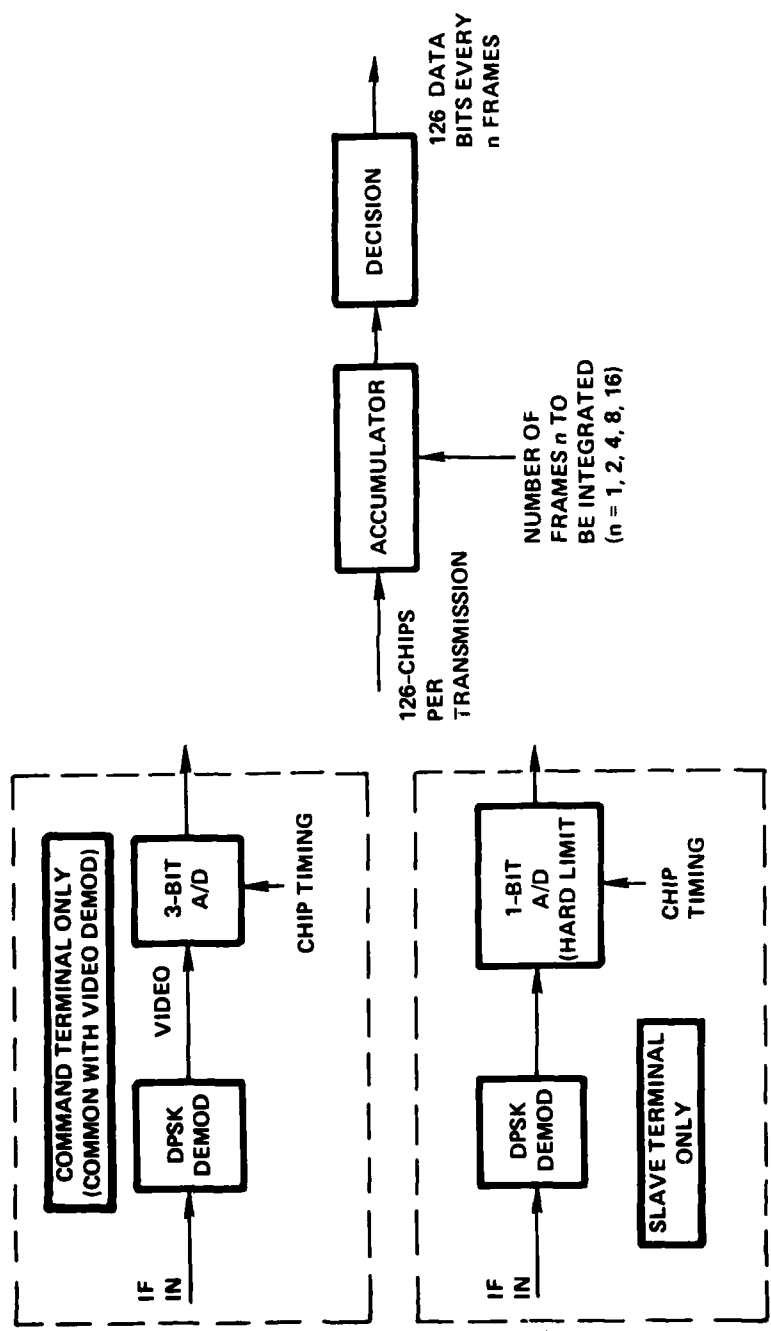 COMMAND TERMINAL ONLY
(COMMON WITH VIDEO DEMOD)
IF
IN
DPSK
DEMOD
VIDEO
3-BIT
A/D
CHIP TIMING
IF
IN
DPSK
DEMOD
1-BIT
A/D
(HARD LIMIT)
CHIP
TIMING
SLAVE TERMINAL
ONLY
126-CHIPS
PER
TRANSMISSION
ACCUMULATOR
NUMBER OF
FRAMES n TO
BE INTEGRATED
(n = 1, 2, 4, 8, 16)
DECISION
126 DATA
BITS EVERY
n FRAMES